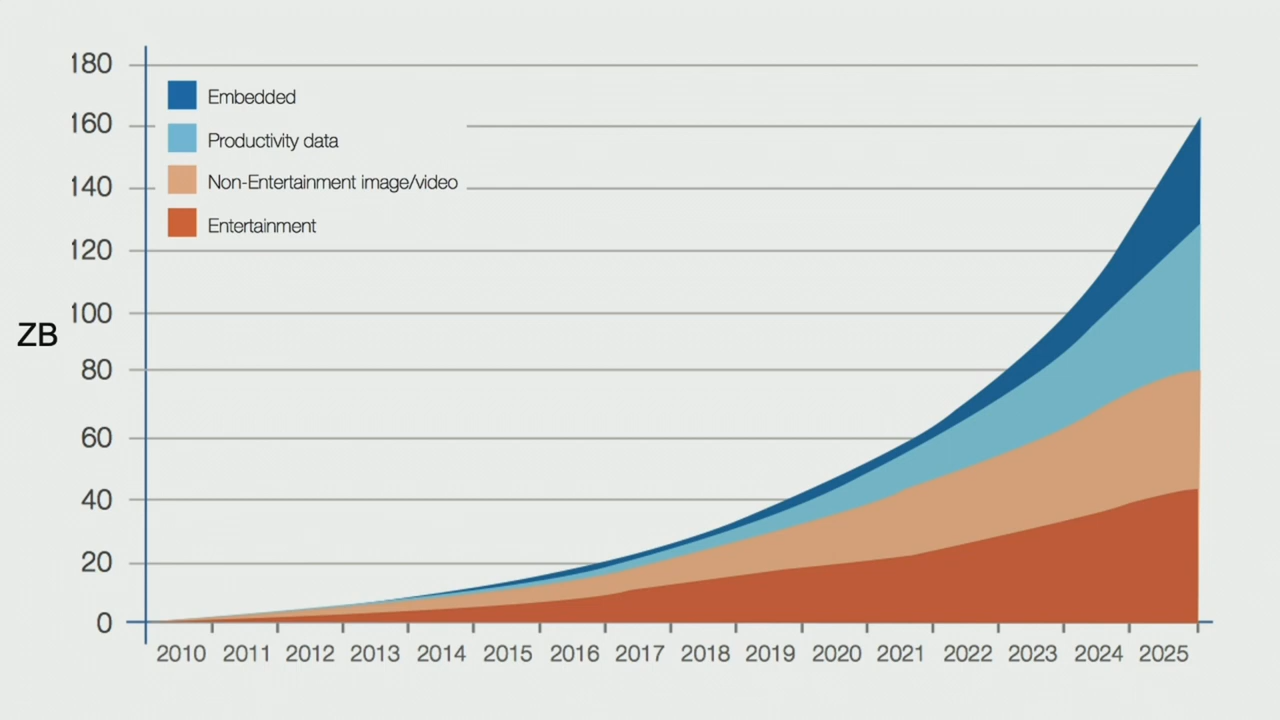 180
Embedded
160
Productivity data
140
Non-Entertainment image/video
Entertainment
120
100
ZB
80
60
40
20
0
2010 2011 2012 2013 2014 2015 2016 2017 2018 2019 2020 2021 2022 2023 2024 2025